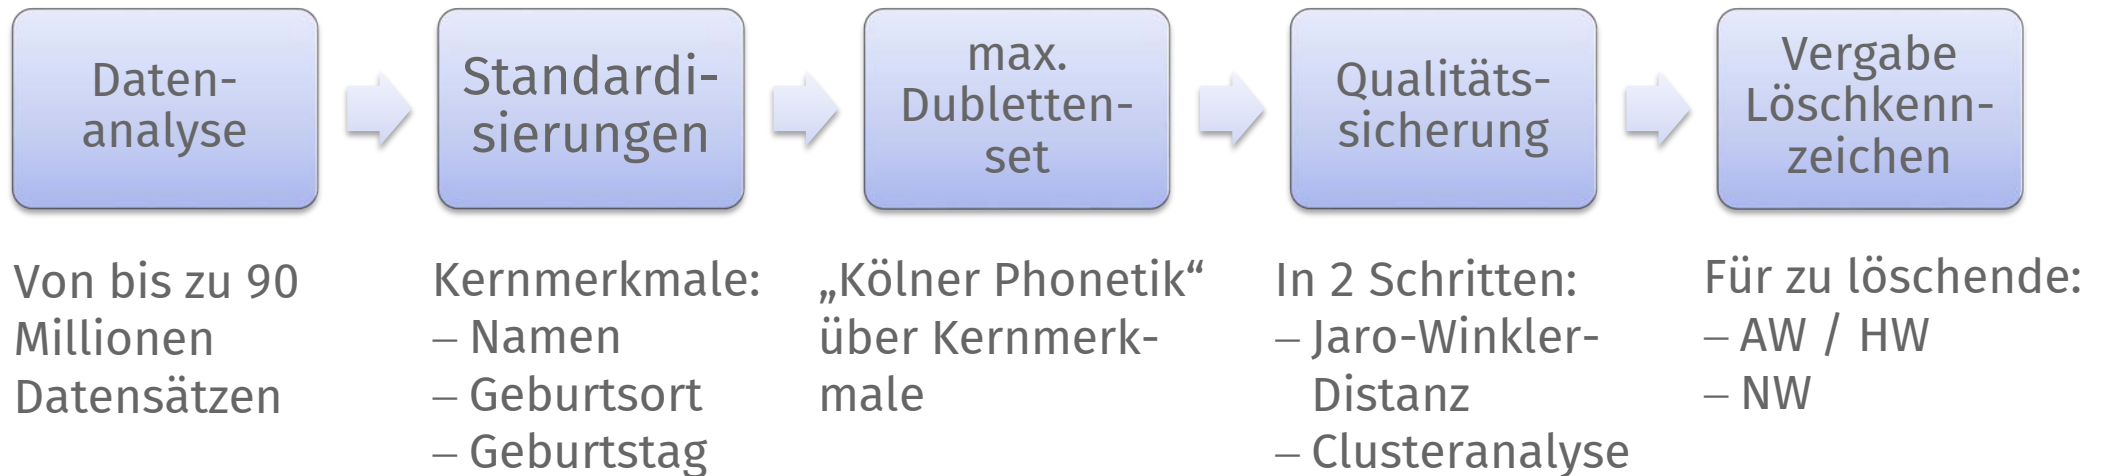 Daten-
analyse
Standardi-
sierungen
max.
Dubletten-
set
Qualitäts-
sicherung
Vergabe
Löschkenn-
zeichen
Von bis zu 90
Millionen
Datensätzen
Kernmerkmale:
– Namen
– Geburtsort
– Geburtstag
„Kölner Phonetik“
über Kernmerk-
male
In 2 Schritten:
– Jaro-Winkler-
Distanz
– Clusteranalyse
Für zu löschende:
– AW / HW
– NW